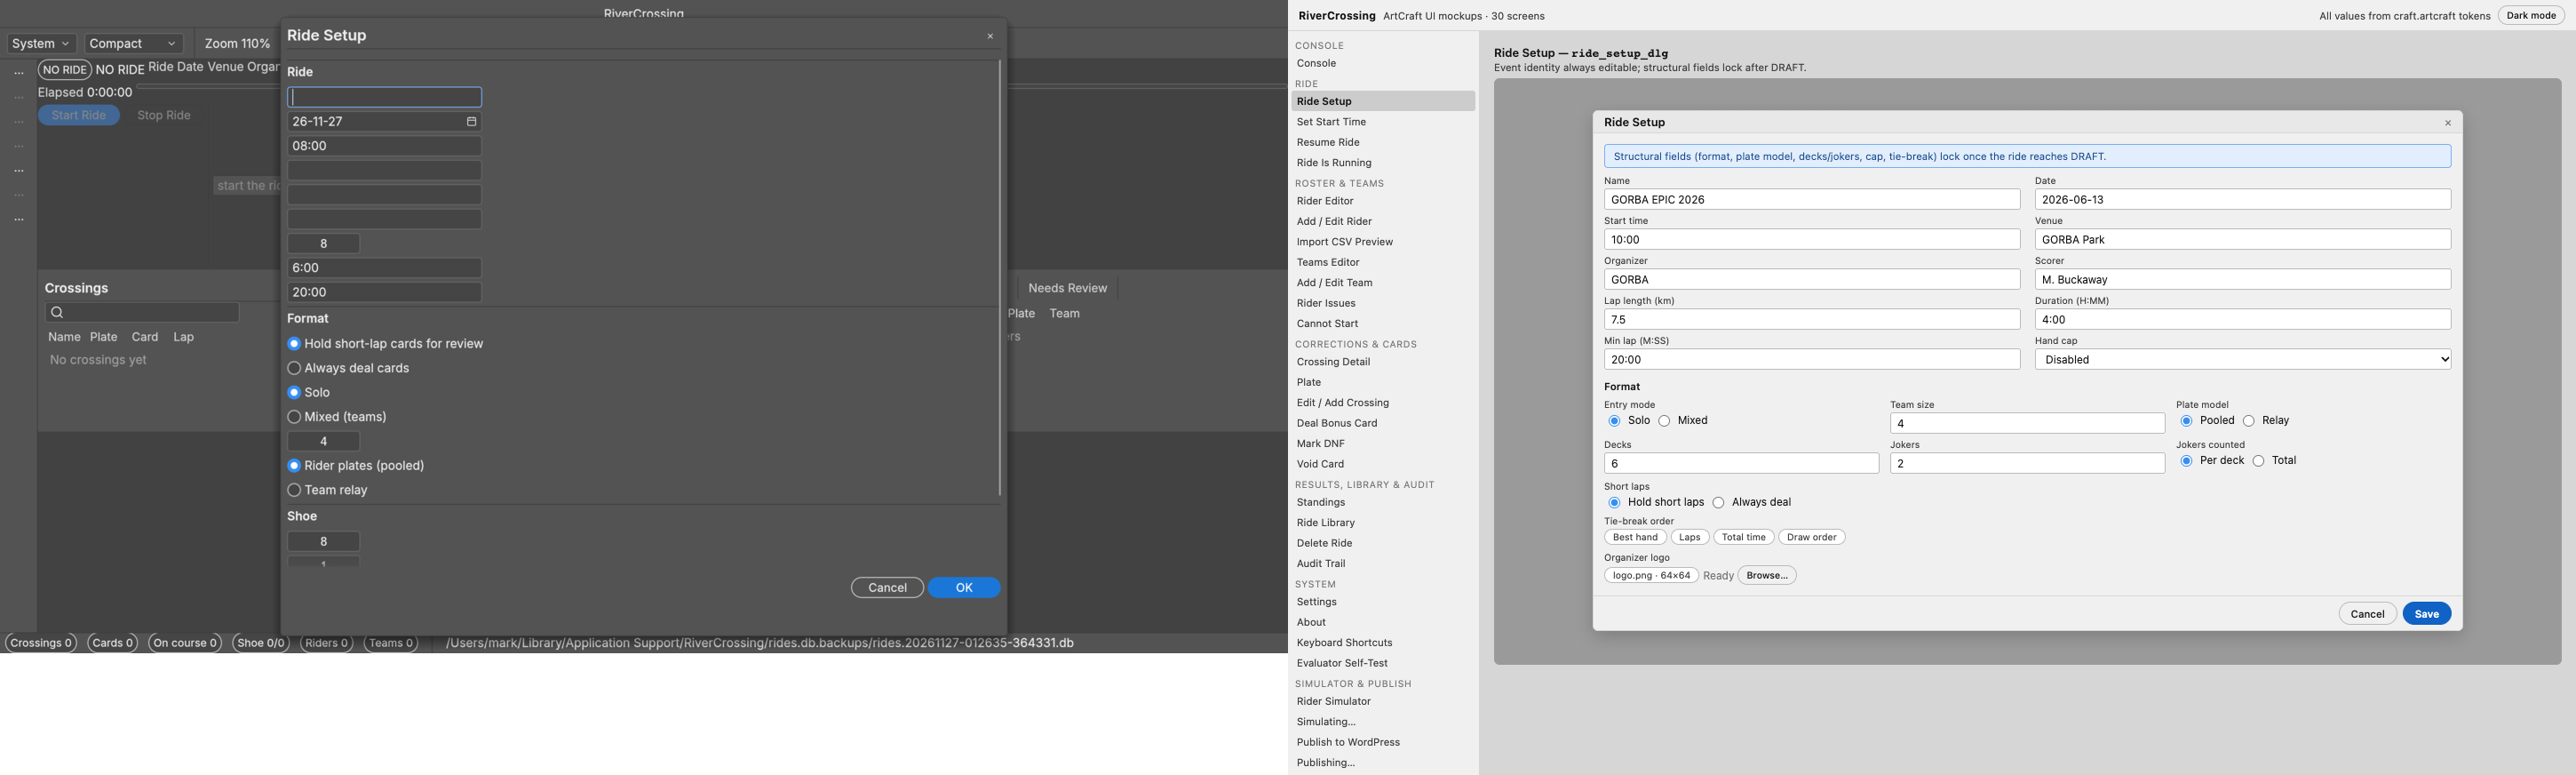 RiverCrossing
System
Compact
Zoom 110%
...
...
...
...
...
...
...
NO RIDE
NO RIDE
Ride Date Venue Organ
Elapsed 0:00:00
Start Ride
Stop Ride
start the ric
Crossings
Name Plate Card Lap
No crossings yet
Needs Review
Plate Team
ers
Ride Setup
×
Ride
26-11-27
08:00
8
6:00
20:00
Format
Hold short-lap cards for review
Always deal cards
Solo
Mixed (teams)
4
Rider plates (pooled)
Team relay
Shoe
8
1
Cancel
OK
Crossings 0
Cards 0
On course 0
Shoe 0/0
Riders 0
Teams 0
/Users/mark/Library/Application Support/RiverCrossing/rides.db.backups/rides.20261127-012635-364331.db
RiverCrossing ArtCraft UI mockups · 30 screens
All values from craft.artcraft tokens
Dark mode
CONSOLE
Console
RIDE
Ride Setup
Set Start Time
Resume Ride
Ride Is Running
ROSTER & TEAMS
Rider Editor
Add / Edit Rider
Import CSV Preview
Teams Editor
Add / Edit Team
Rider Issues
Cannot Start
CORRECTIONS & CARDS
Crossing Detail
Plate
Edit / Add Crossing
Deal Bonus Card
Mark DNF
Void Card
RESULTS, LIBRARY & AUDIT
Standings
Ride Library
Delete Ride
Audit Trail
SYSTEM
Settings
About
Keyboard Shortcuts
Evaluator Self-Test
SIMULATOR & PUBLISH
Rider Simulator
Simulating...
Publish to WordPress
Publishing...
Ride Setup — ride_setup_dlg
Event identity always editable; structural fields lock after DRAFT.
Ride Setup
×
Structural fields (format, plate model, decks/jokers, cap, tie-break) lock once the ride reaches DRAFT.
Name
Date
GORBA EPIC 2026
2026-06-13
Start time
Venue
10:00
GORBA Park
Organizer
Scorer
GORBA
M. Buckaway
Lap length (km)
Duration (H:MM)
7.5
4:00
Min lap (M:SS)
Hand cap
20:00
Disabled
Format
Entry mode
Team size
Plate model
Solo Mixed
4
Pooled Relay
Decks
Jokers
Jokers counted
6
2
Per deck Total
Short laps
Hold short laps Always deal
Tie-break order
Best hand
Laps
Total time
Draw order
Organizer logo
logo.png · 64×64
Ready
Browse...
Cancel
Save